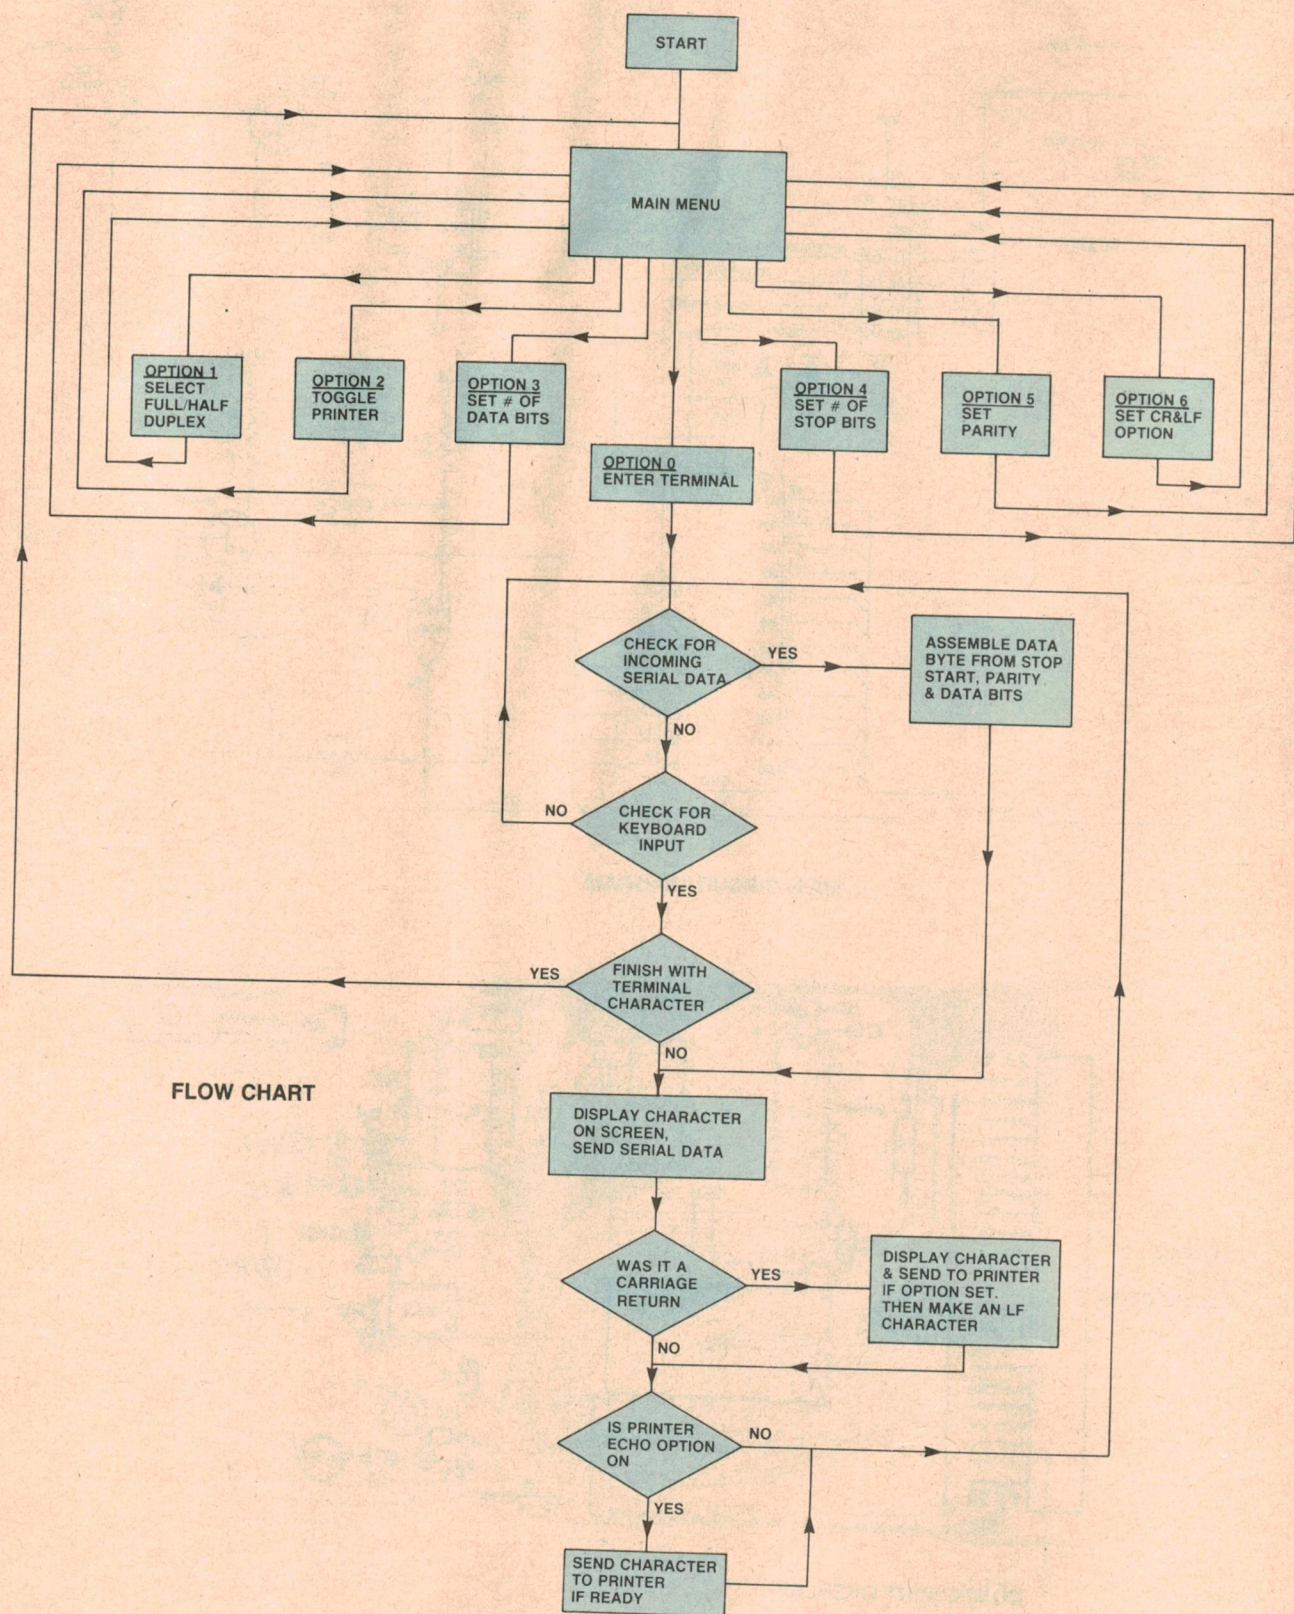 START
MAIN MENU
OPTION 1
SELECT
FULL/HALF
DUPLEX
OPTION 2
TOGGLE
PRINTER
OPTION 3
SET # OF
DATA BITS
OPTION 0
ENTER TERMINAL
OPTION 4
SET # OF
STOP BITS
OPTION 5
SET
PARITY
OPTION 6
SET CR&LF
OPTION
CHECK FOR
INCOMING
SERIAL DATA
YES
ASSEMBLE DATA
BYTE FROM STOP
START, PARITY
& DATA BITS
NO
CHECK FOR
KEYBOARD
INPUT
NO
YES
FINISH WITH
TERMINAL
CHARACTER
YES
NO
FLOW CHART
DISPLAY CHARACTER
ON SCREEN,
SEND SERIAL DATA
WAS IT A
CARRIAGE
RETURN
YES
DISPLAY CHARACTER
& SEND TO PRINTER
IF OPTION SET.
THEN MAKE AN LF
CHARACTER
NO
IS PRINTER
ECHO OPTION
ON
NO
YES
SEND CHARACTER
TO PRINTER
IF READY